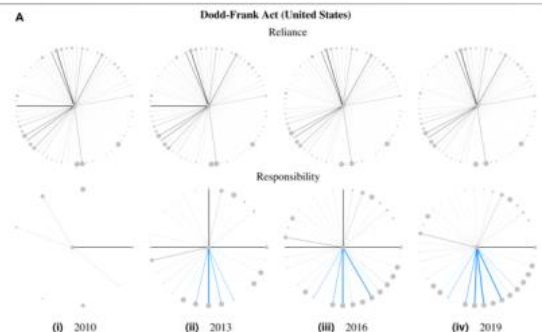 A
Dodd-Frank Act (United States)
Reliance
Responsibility
(i) 2010
(ii) 2013
(iii) 2016
(iv) 2019